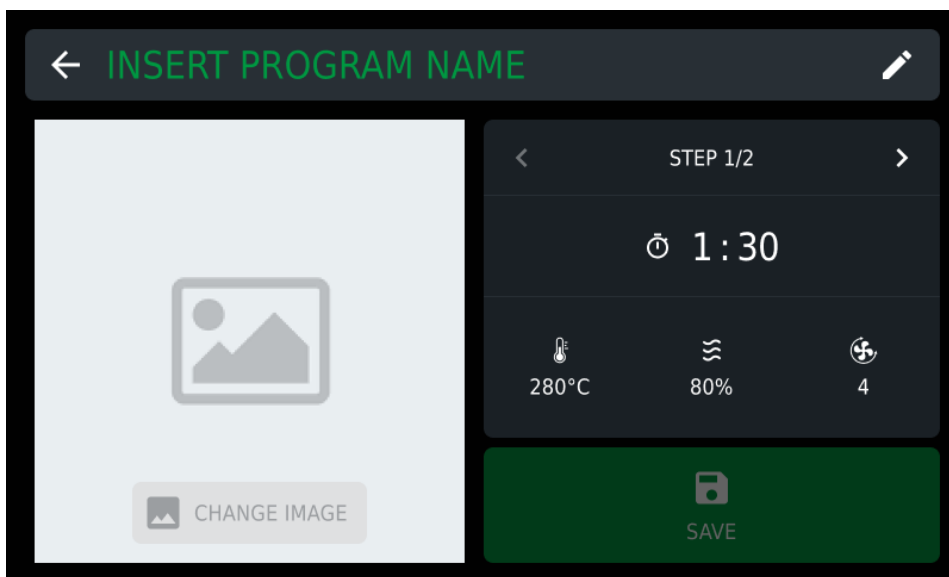 INSERT PROGRAM NAME
STEP 1/2
1:30
280°C 80% 4
CHANGE IMAGE
SAVE